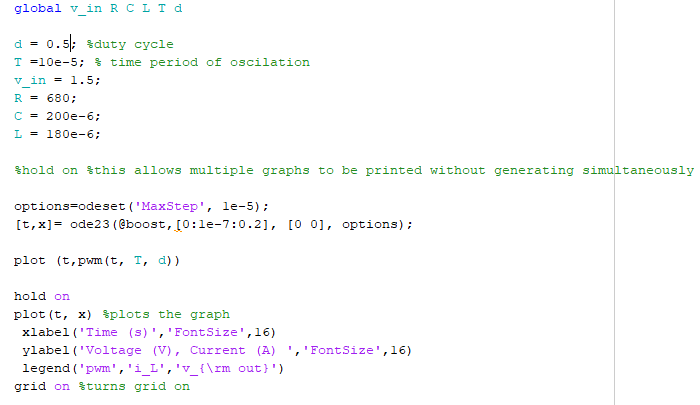 global v_in R C L T d
d = 0.5; %duty cycle
T =10e-5; % time period of oscilation
v_in = 1.5;
R = 680;
C = 200e-6;
L = 180e-6;
%hold on %this allows multiple graphs to be printed without generating simultaneously
options=odeset('MaxStep', 1e-5);
[t,x]= ode23(@boost,[0:1e-7:0.2], [0 0], options);
plot (t,pwm(t, T, d))
hold on
plot(t, x) %plots the graph
xlabel('Time (s)','FontSize',16)
ylabel('Voltage (V), Current (A) ','FontSize',16)
legend('pwm','i_L','v_{\rm out}')
grid on %turns grid on